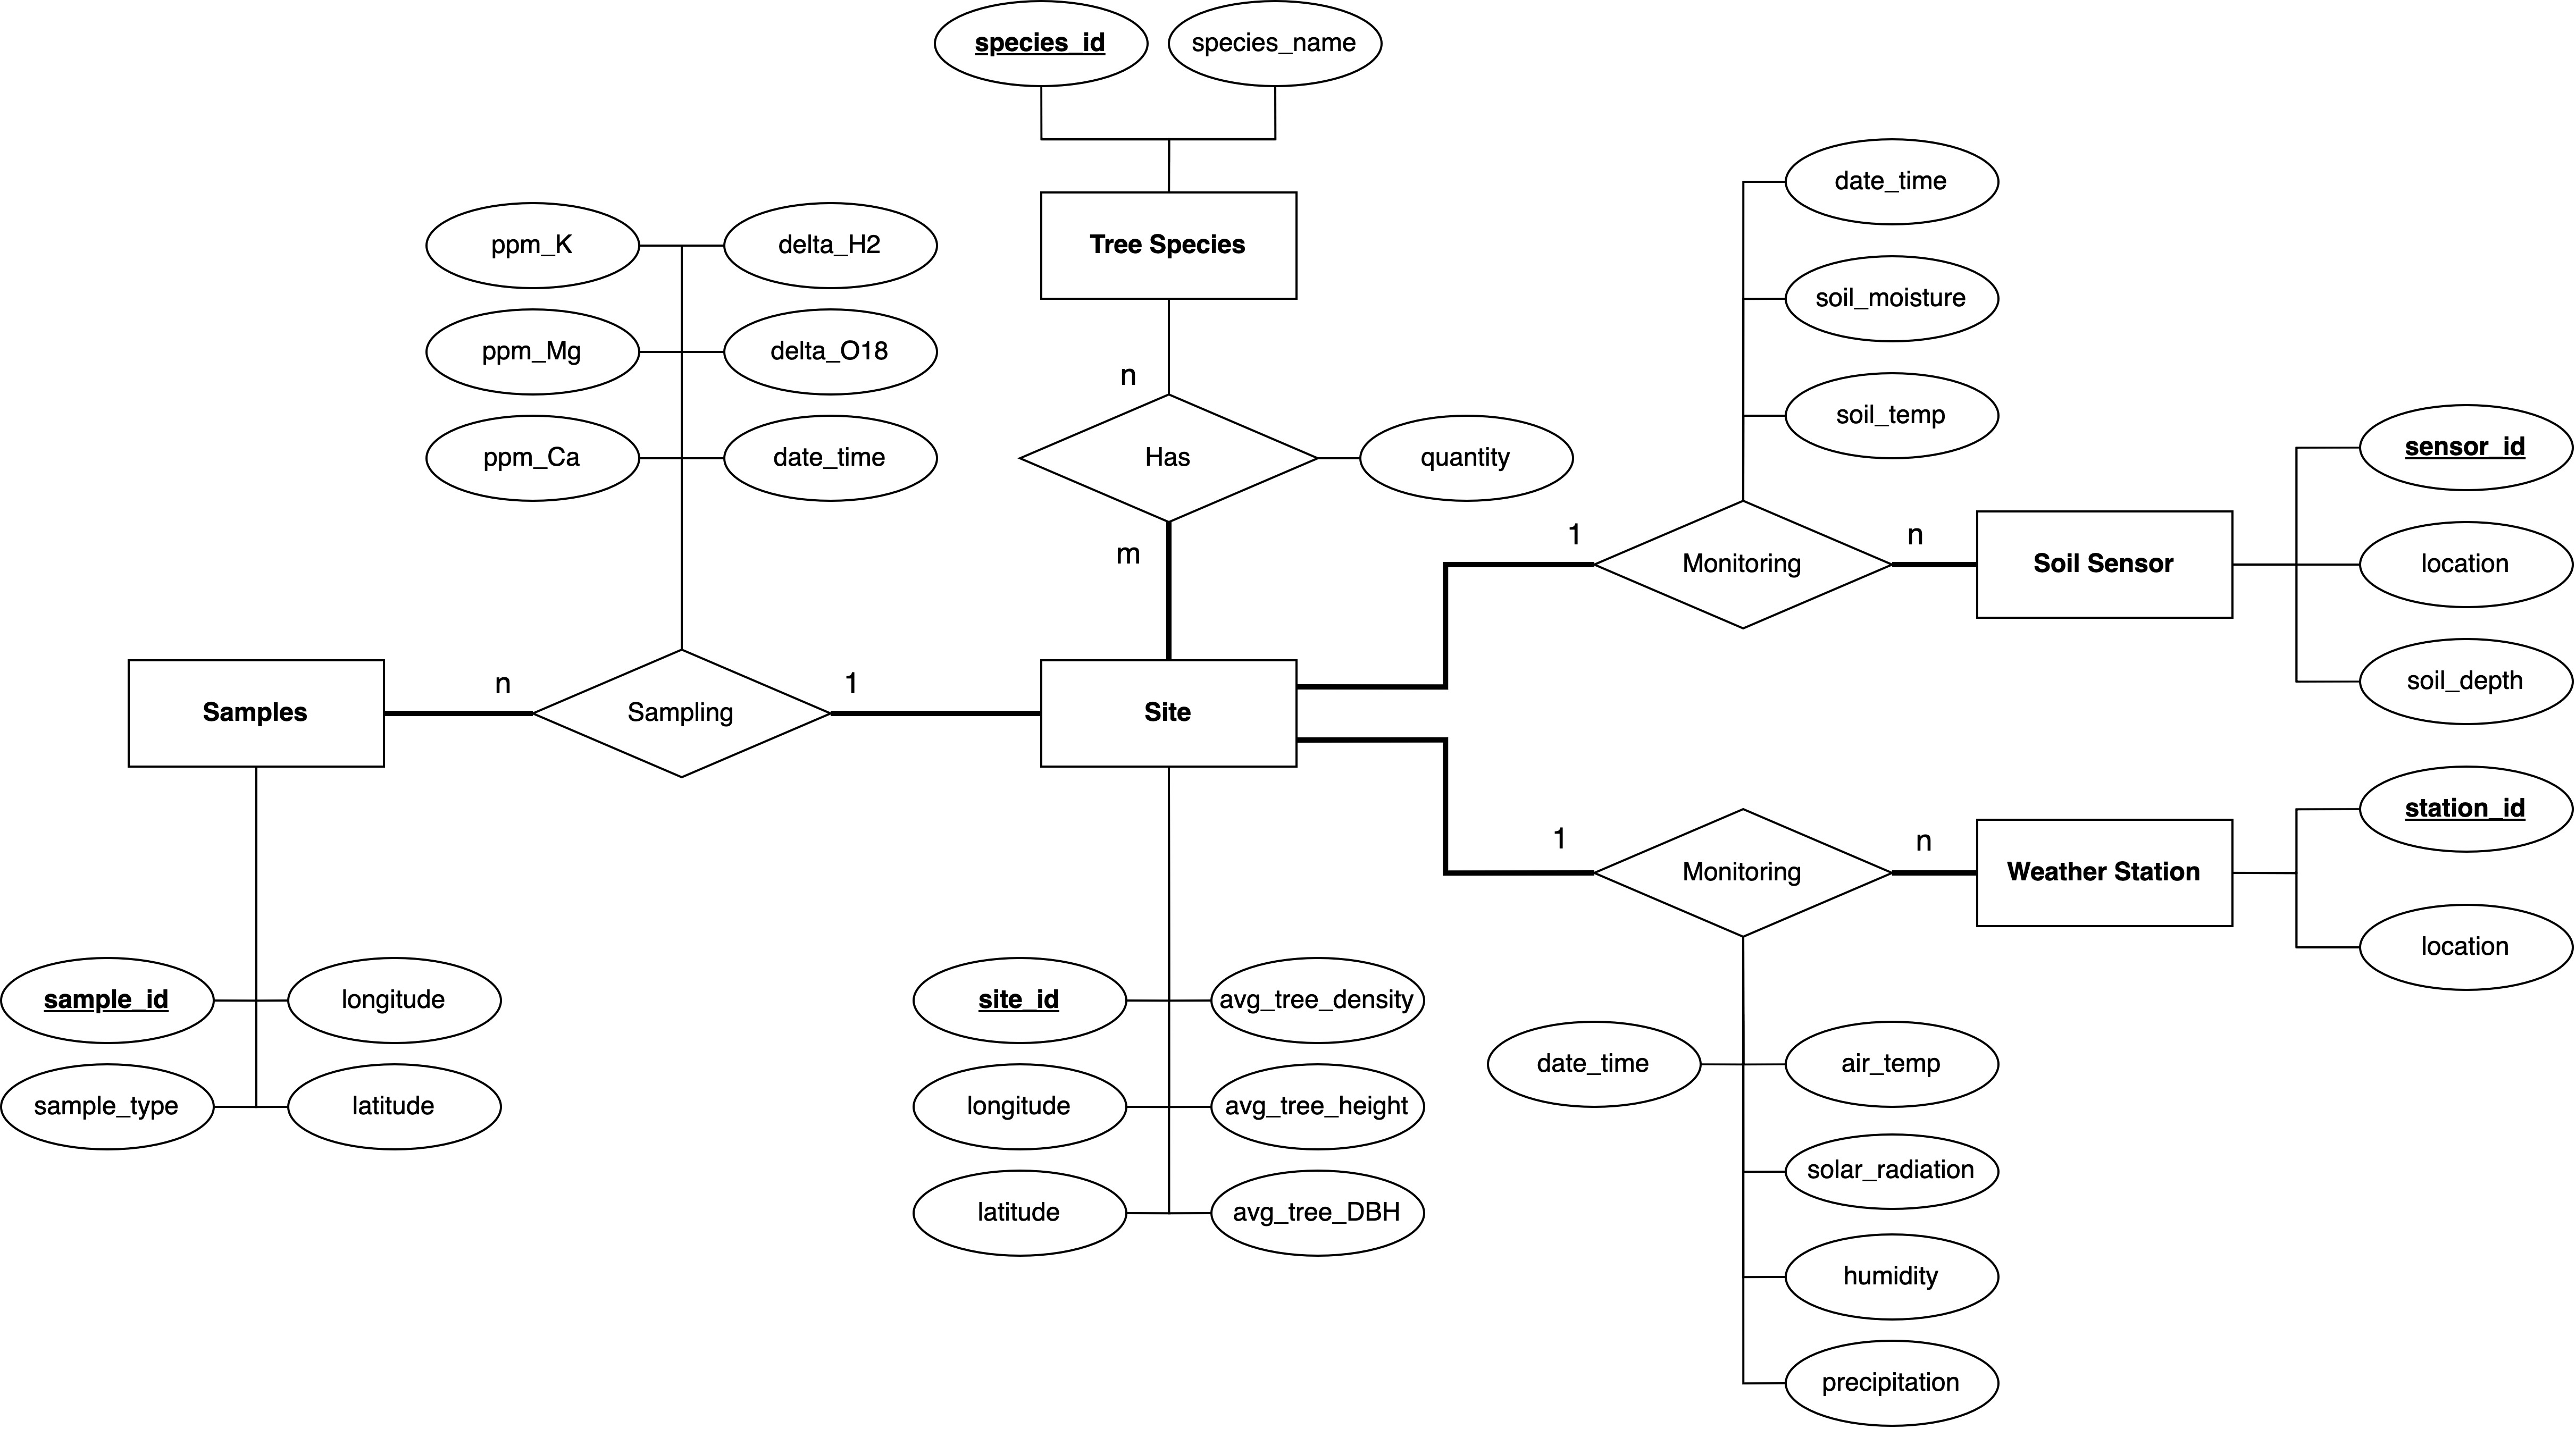 species_id
species_name
date_time
ppm_K
delta_H2
Tree Species
soil_moisture
ppm_Mg
delta_O18
n
soil_temp
ppm_Ca
date_time
Has
quantity
sensor_id
m
1
Monitoring
n
Soil Sensor
location
n
1
soil_depth
Samples
Sampling
Site
station_id
1
n
Monitoring
Weather Station
location
sample_id
longitude
site_id
avg_tree_density
date_time
air_temp
sample_type
latitude
longitude
avg_tree_height
solar_radiation
latitude
avg_tree_DBH
humidity
precipitation